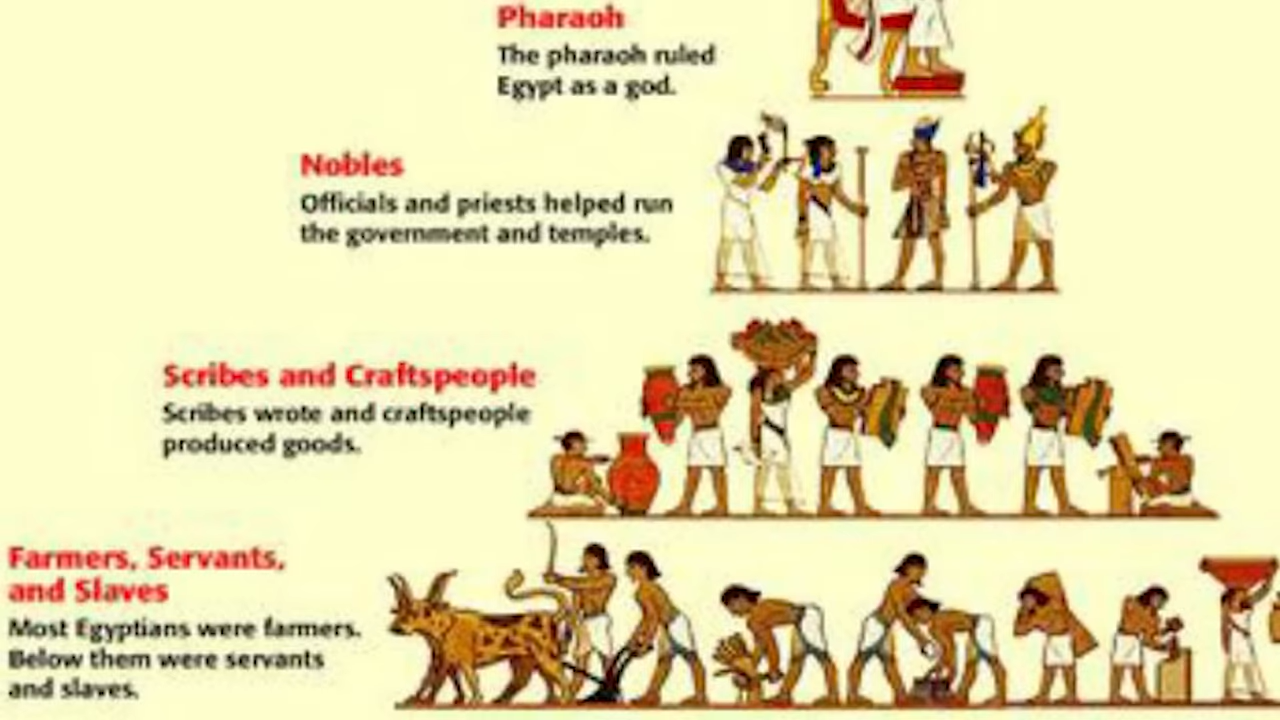 Pharaoh
The pharaoh ruled
Egypt as a god.
Nobles
Officials and priests helped run
the government and temples.
Scribes and Craftspeople
Scribes wrote and craftspeople
produced goods.
Farmers, Servants,
and Slaves
Most Egyptians were farmers.
Below them were servants
and slaves.